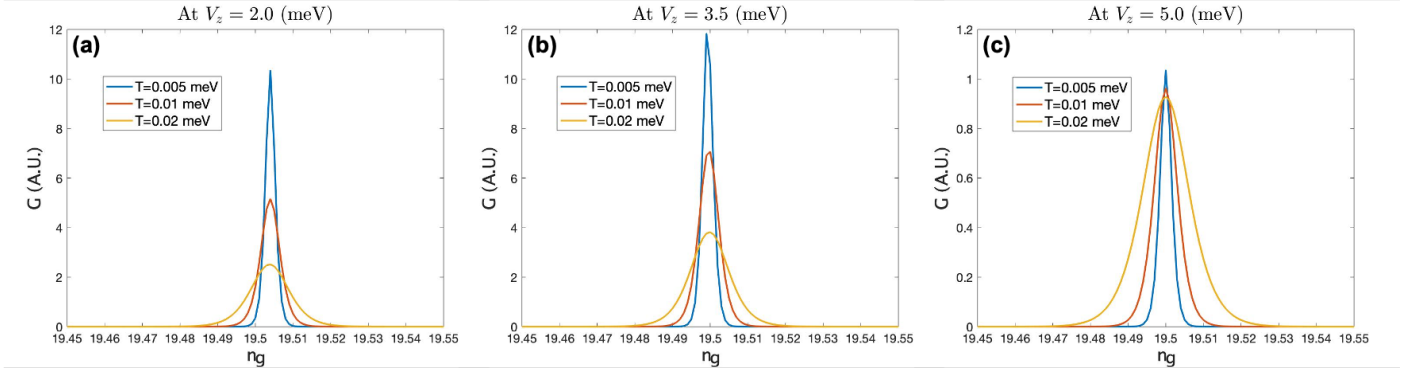 At V_z = 2.0 (meV)
(a)
T=0.005 meV
T=0.01 meV
T=0.02 meV
G (A.U.)
12
10
8
6
4
2
0
19.45 19.46 19.47 19.48 19.49 19.5 19.51 19.52 19.53 19.54 19.55
n_g
At V_z = 3.5 (meV)
(b)
T=0.005 meV
T=0.01 meV
T=0.02 meV
G (A.U.)
12
10
8
6
4
2
0
19.45 19.46 19.47 19.48 19.49 19.5 19.51 19.52 19.53 19.54 19.55
n_g
At V_z = 5.0 (meV)
(c)
T=0.005 meV
T=0.01 meV
T=0.02 meV
G (A.U.)
1.2
1
0.8
0.6
0.4
0.2
0
19.45 19.46 19.47 19.48 19.49 19.5 19.51 19.52 19.53 19.54 19.55
n_g